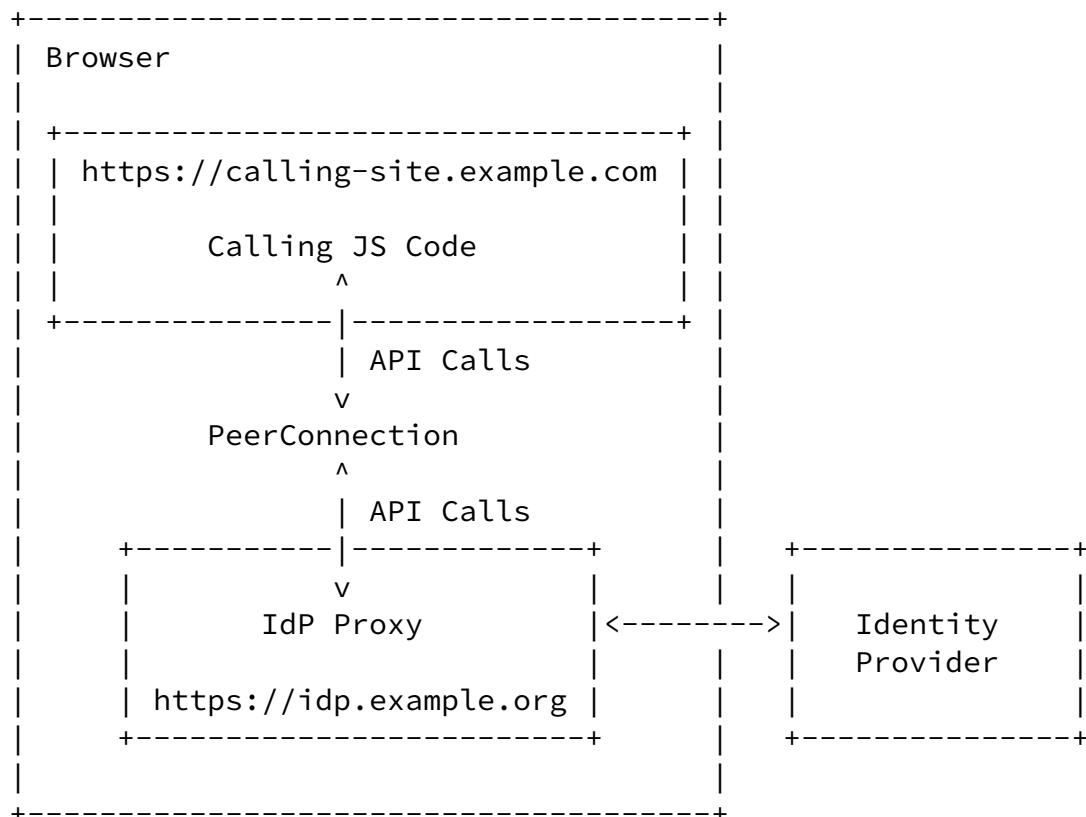 Browser
https://calling-site.example.com
Calling JS Code
API Calls
PeerConnection
API Calls
IdP Proxy
https://idp.example.org
Identity
Provider